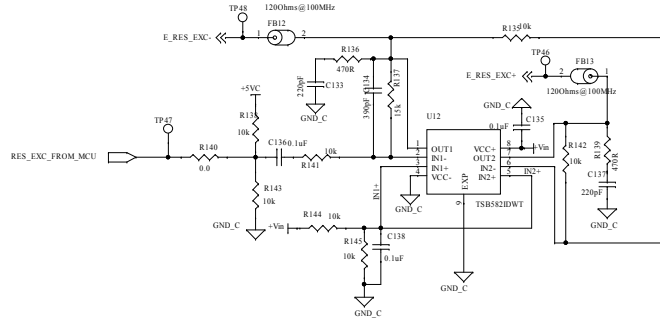 TP48
120Ohms@100MHz
FB12
E_RES_EXC-
1
2
R135
10k
R136
470R
220pF
C133
GND_C
390pF
C134
R137
15k
TP46
FB13
E_RES_EXC+
2
1
120Ohms@100MHz
GND_C
C135
0.1uF
U12
+5VC
R138
10k
TP47
RES_EXC_FROM_MCU
R140
0.0
C136
0.1uF
R141
10k
1
2
3
4
OUT1
IN1-
IN1+
VCC-
VCC+
OUT2
IN2-
IN2+
8
7
6
5
+Vin
IN2+
EXP
9
TSB582IDWT
R142
10k
R139
470R
C137
220pF
GND_C
R143
10k
GND_C
IN1+
GND_C
+Vin
R144
10k
R145
10k
C138
0.1uF
GND_C
GND_C